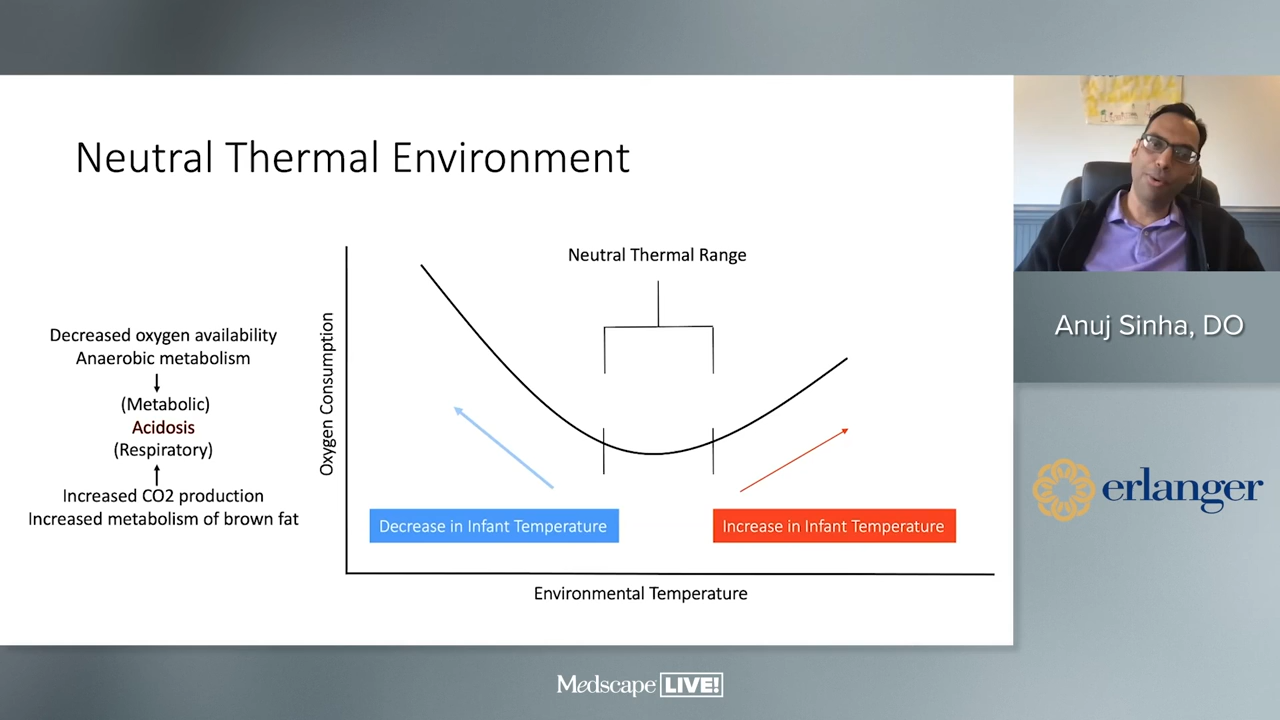 Neutral Thermal Environment
Decreased oxygen availability
Anaerobic metabolism
(Metabolic)
Acidosis
(Respiratory)
Increased CO2 production
Increased metabolism of brown fat
Oxygen Consumption
Neutral Thermal Range
Decrease in Infant Temperature
Increase in Infant Temperature
Environmental Temperature
Anuj Sinha, DO
erlanger
Medscape LIVE!